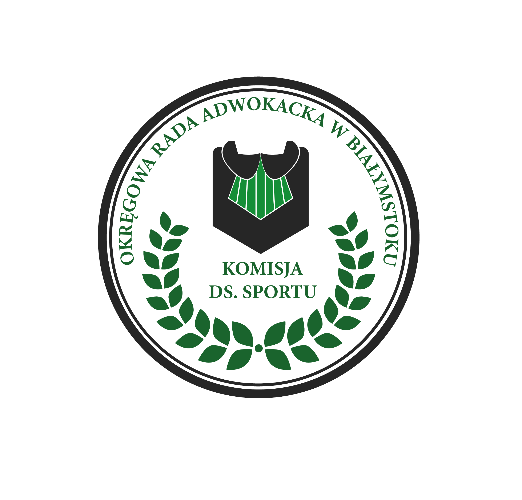 OKRĘGOWA RADA ADWOKACKA W BIAŁYMSTOKU
KOMISJA
DS. SPORTU